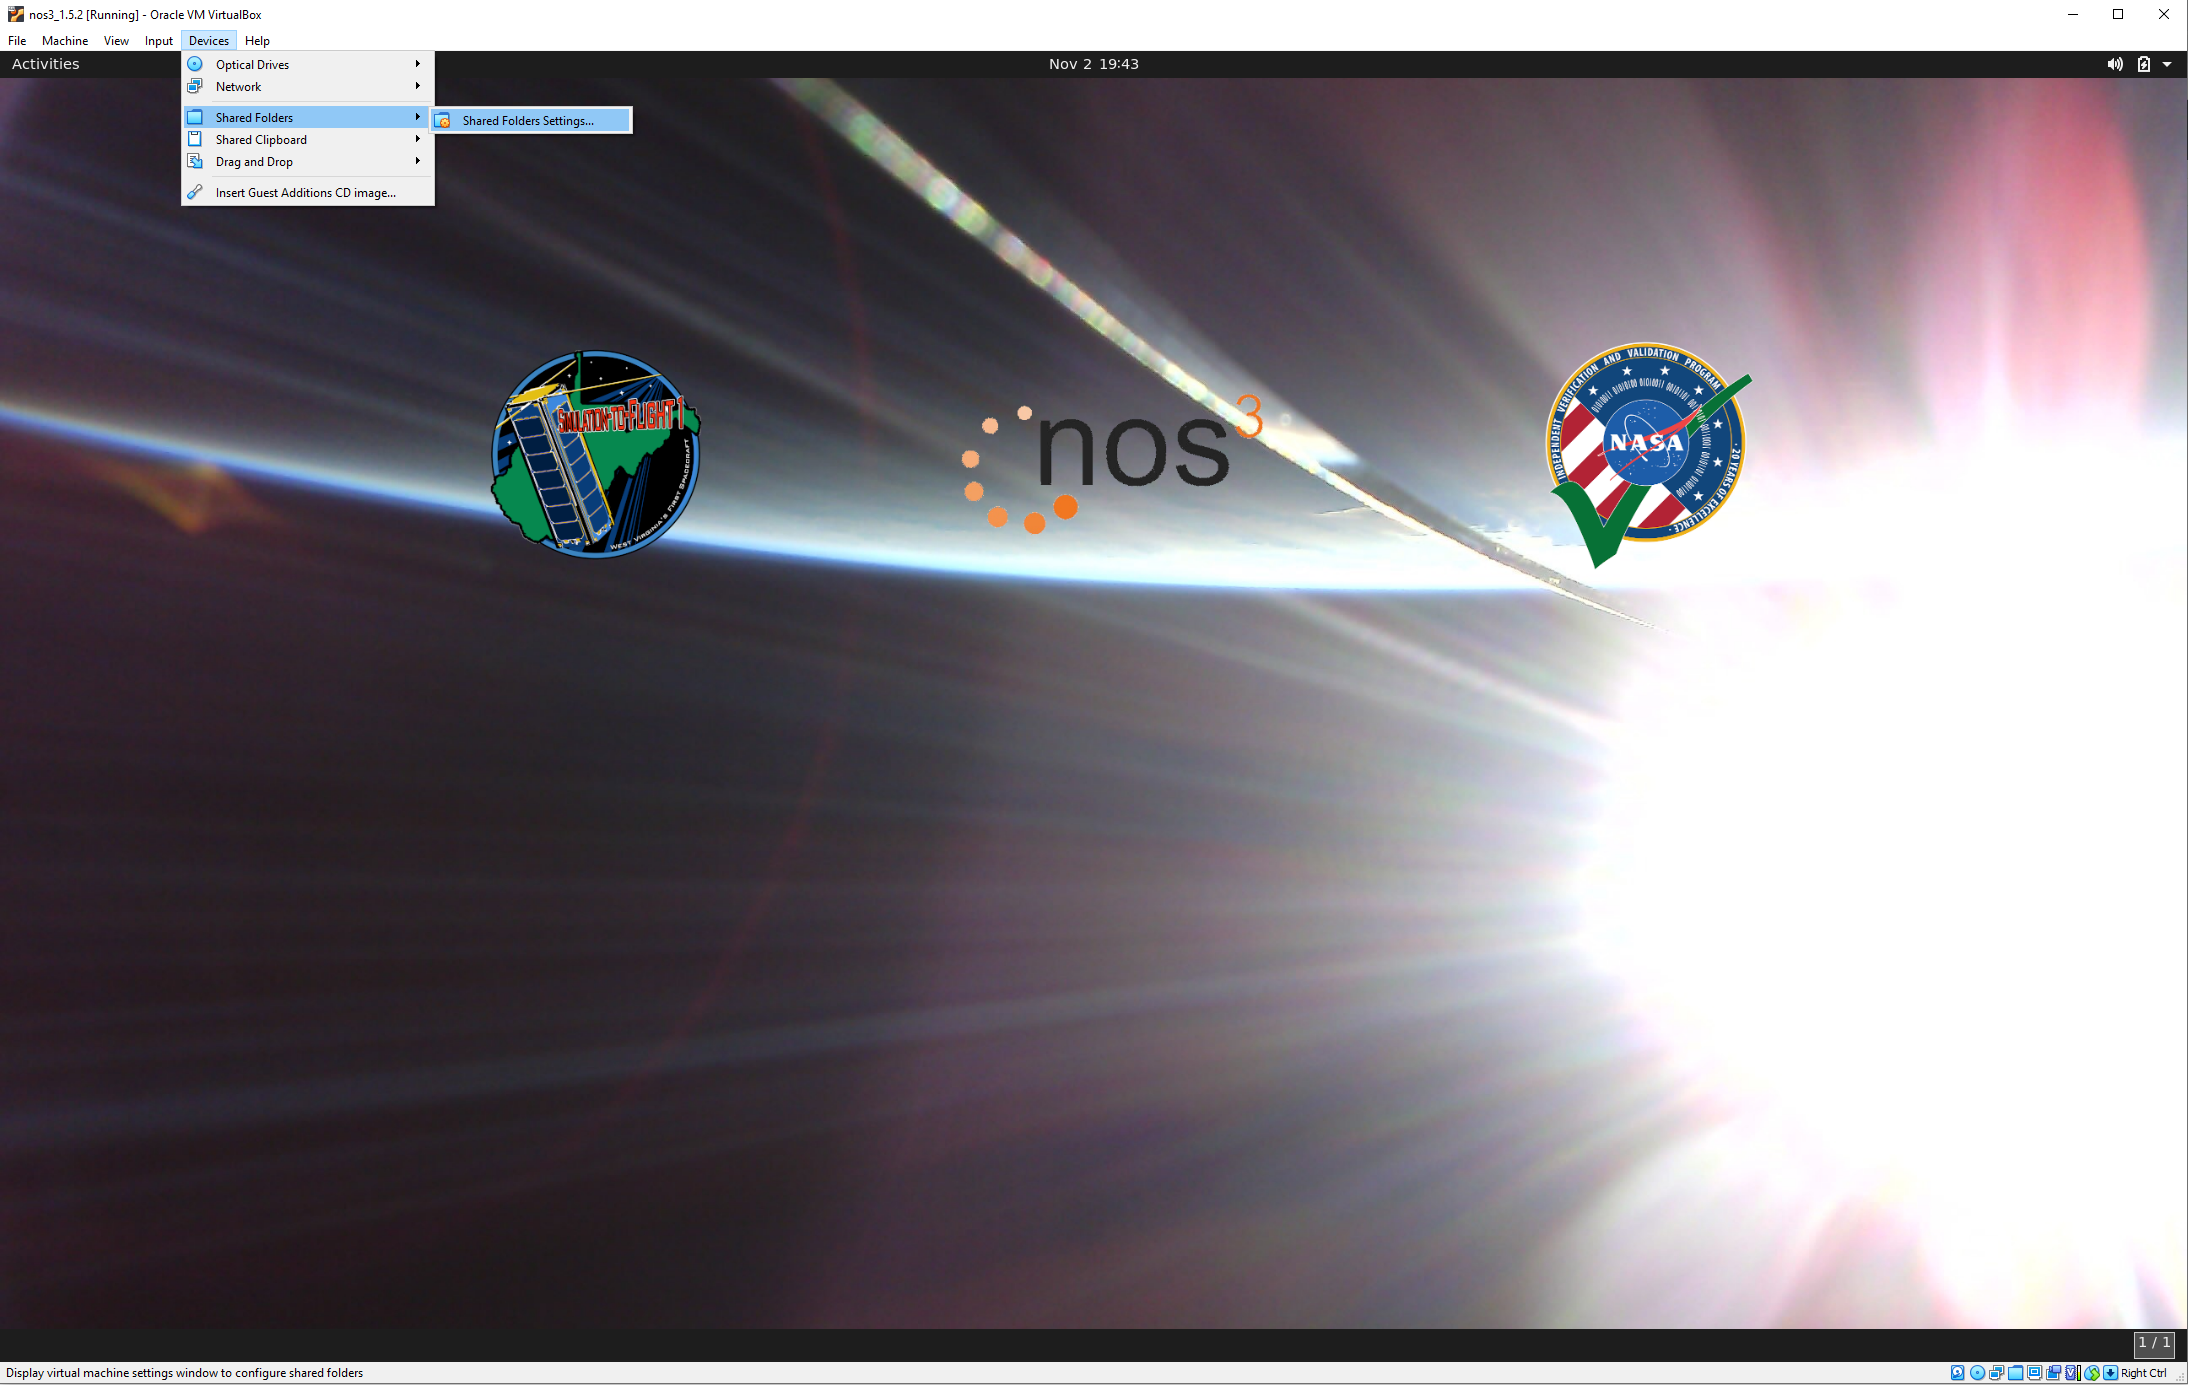 nos3_1.5.2 [Running] - Oracle VM VirtualBox
File Machine View Input Devices Help
Activities
Nov 2 19:43
Optical Drives
Network
Shared Folders
Shared Folders Settings...
Shared Clipboard
Drag and Drop
Insert Guest Additions CD image...
SIMULATION-TO-FLIGHT 1
WEST VIRGINIA'S FIRST SPACECRAFT
nos3
INDEPENDENT VERIFICATION AND VALIDATION PROGRAM
NASA
· 20 YEARS OF EXCELLENCE ·
1 / 1
Display virtual machine settings window to configure shared folders
Right Ctrl